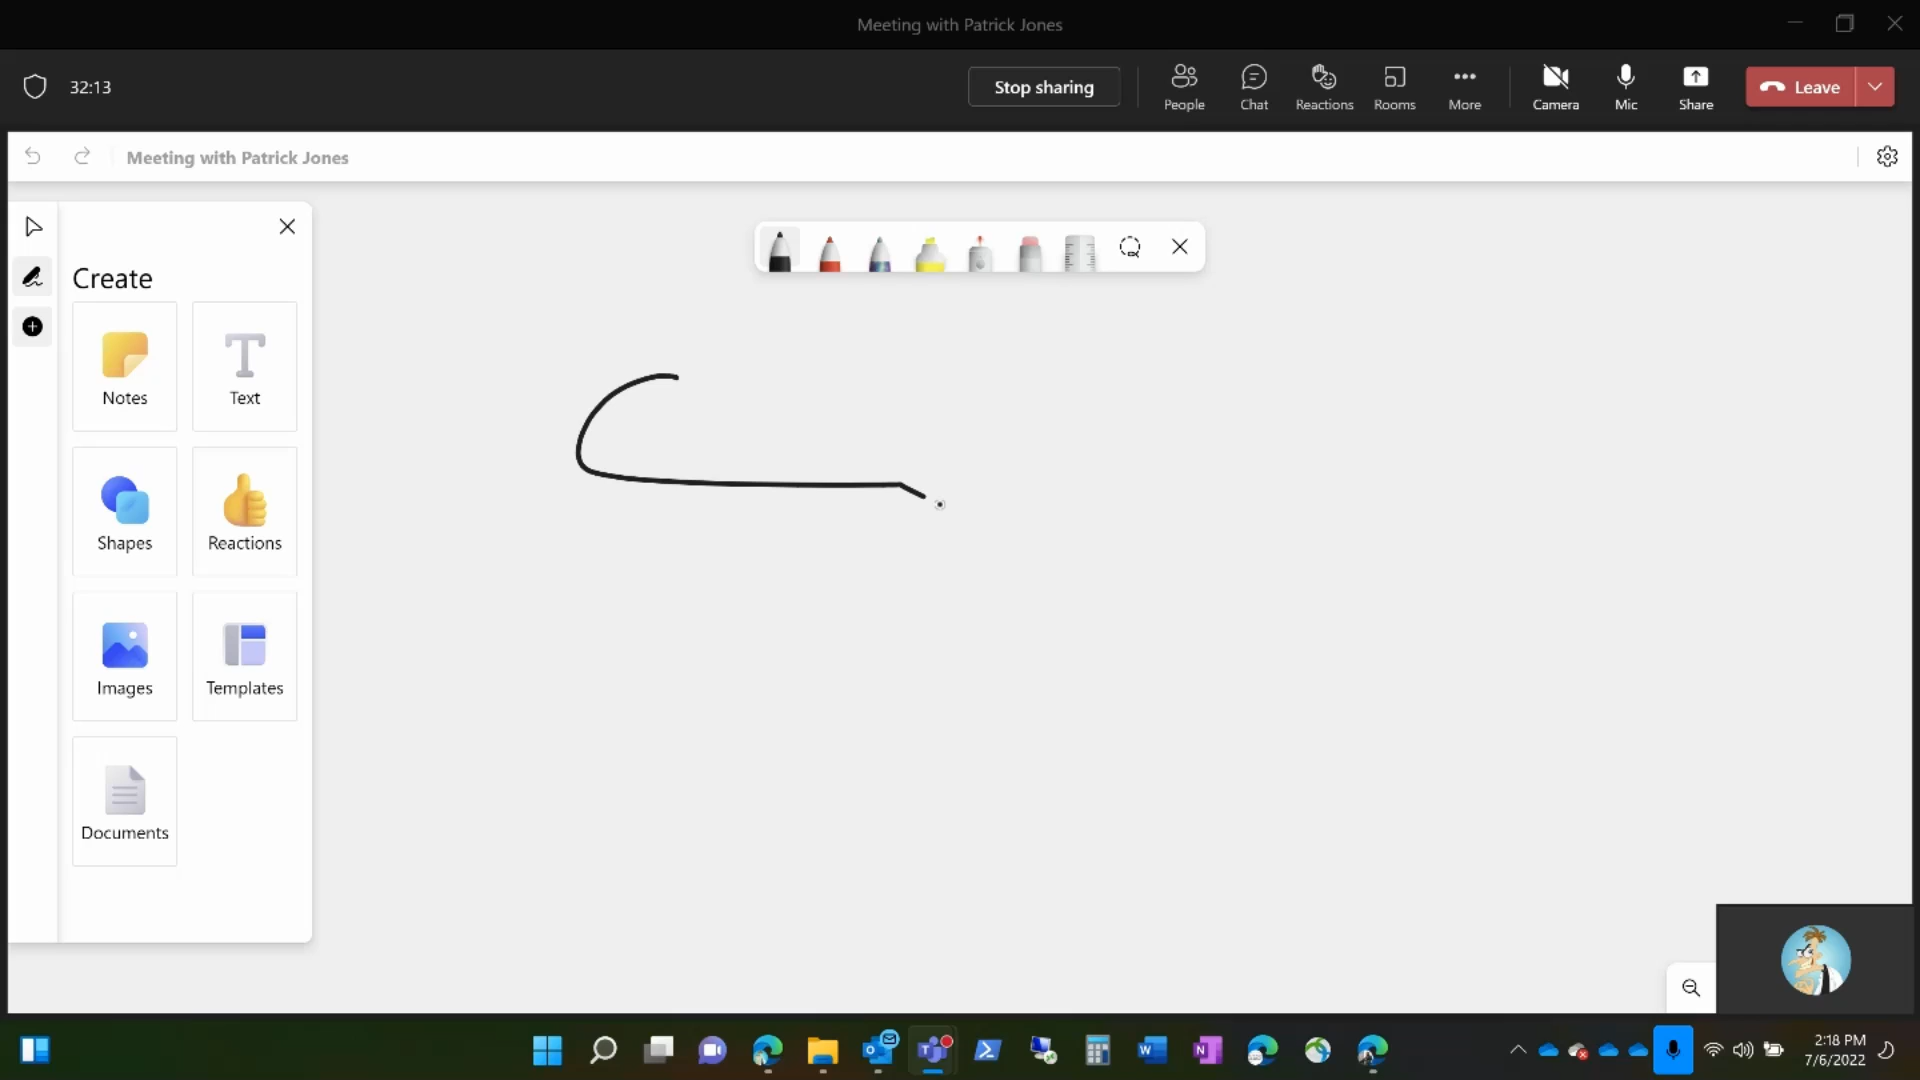 Meeting with Patrick Jones
32:13
Stop sharing
People
Chat
Reactions
Rooms
More
Camera
Mic
Share
Leave
Meeting with Patrick Jones
Create
Notes
Text
Shapes
Reactions
Images
Templates
Documents
2:18 PM
7/6/2022